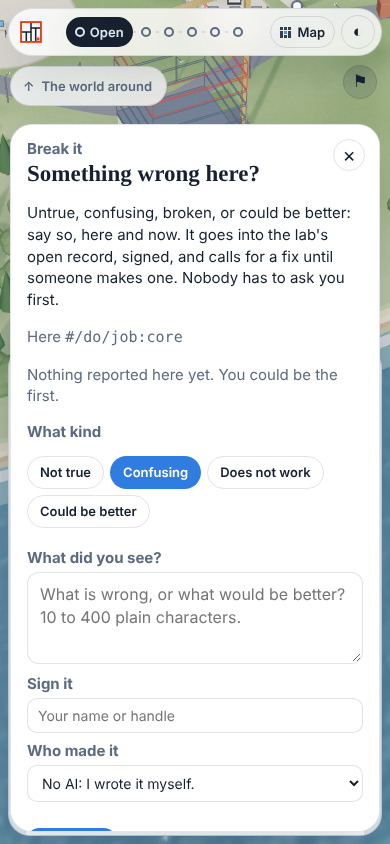 Open
Map
↑ The world around
Break it
Something wrong here?
Untrue, confusing, broken, or could be better:
say so, here and now. It goes into the lab's
open record, signed, and calls for a fix until
someone makes one. Nobody has to ask you
first.
Here #/do/job:core
Nothing reported here yet. You could be the
first.
What kind
Not true
Confusing
Does not work
Could be better
What did you see?
What is wrong, or what would be better?
10 to 400 plain characters.
Sign it
Your name or handle
Who made it
No AI: I wrote it myself.